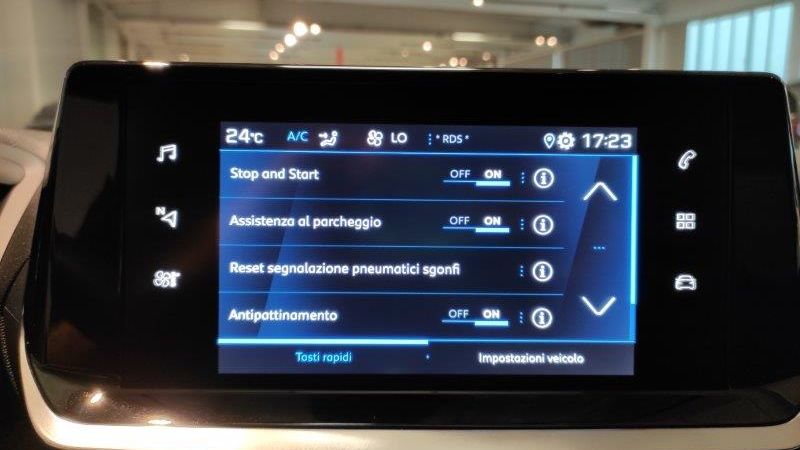 24°C A/C LO * RDS * 17:23
Stop and Start OFF ON
Assistenza al parcheggio OFF ON
Reset segnalazione pneumatici sgonfi
Antipattinamento OFF ON
Tasti rapidi Impostazioni veicolo
N